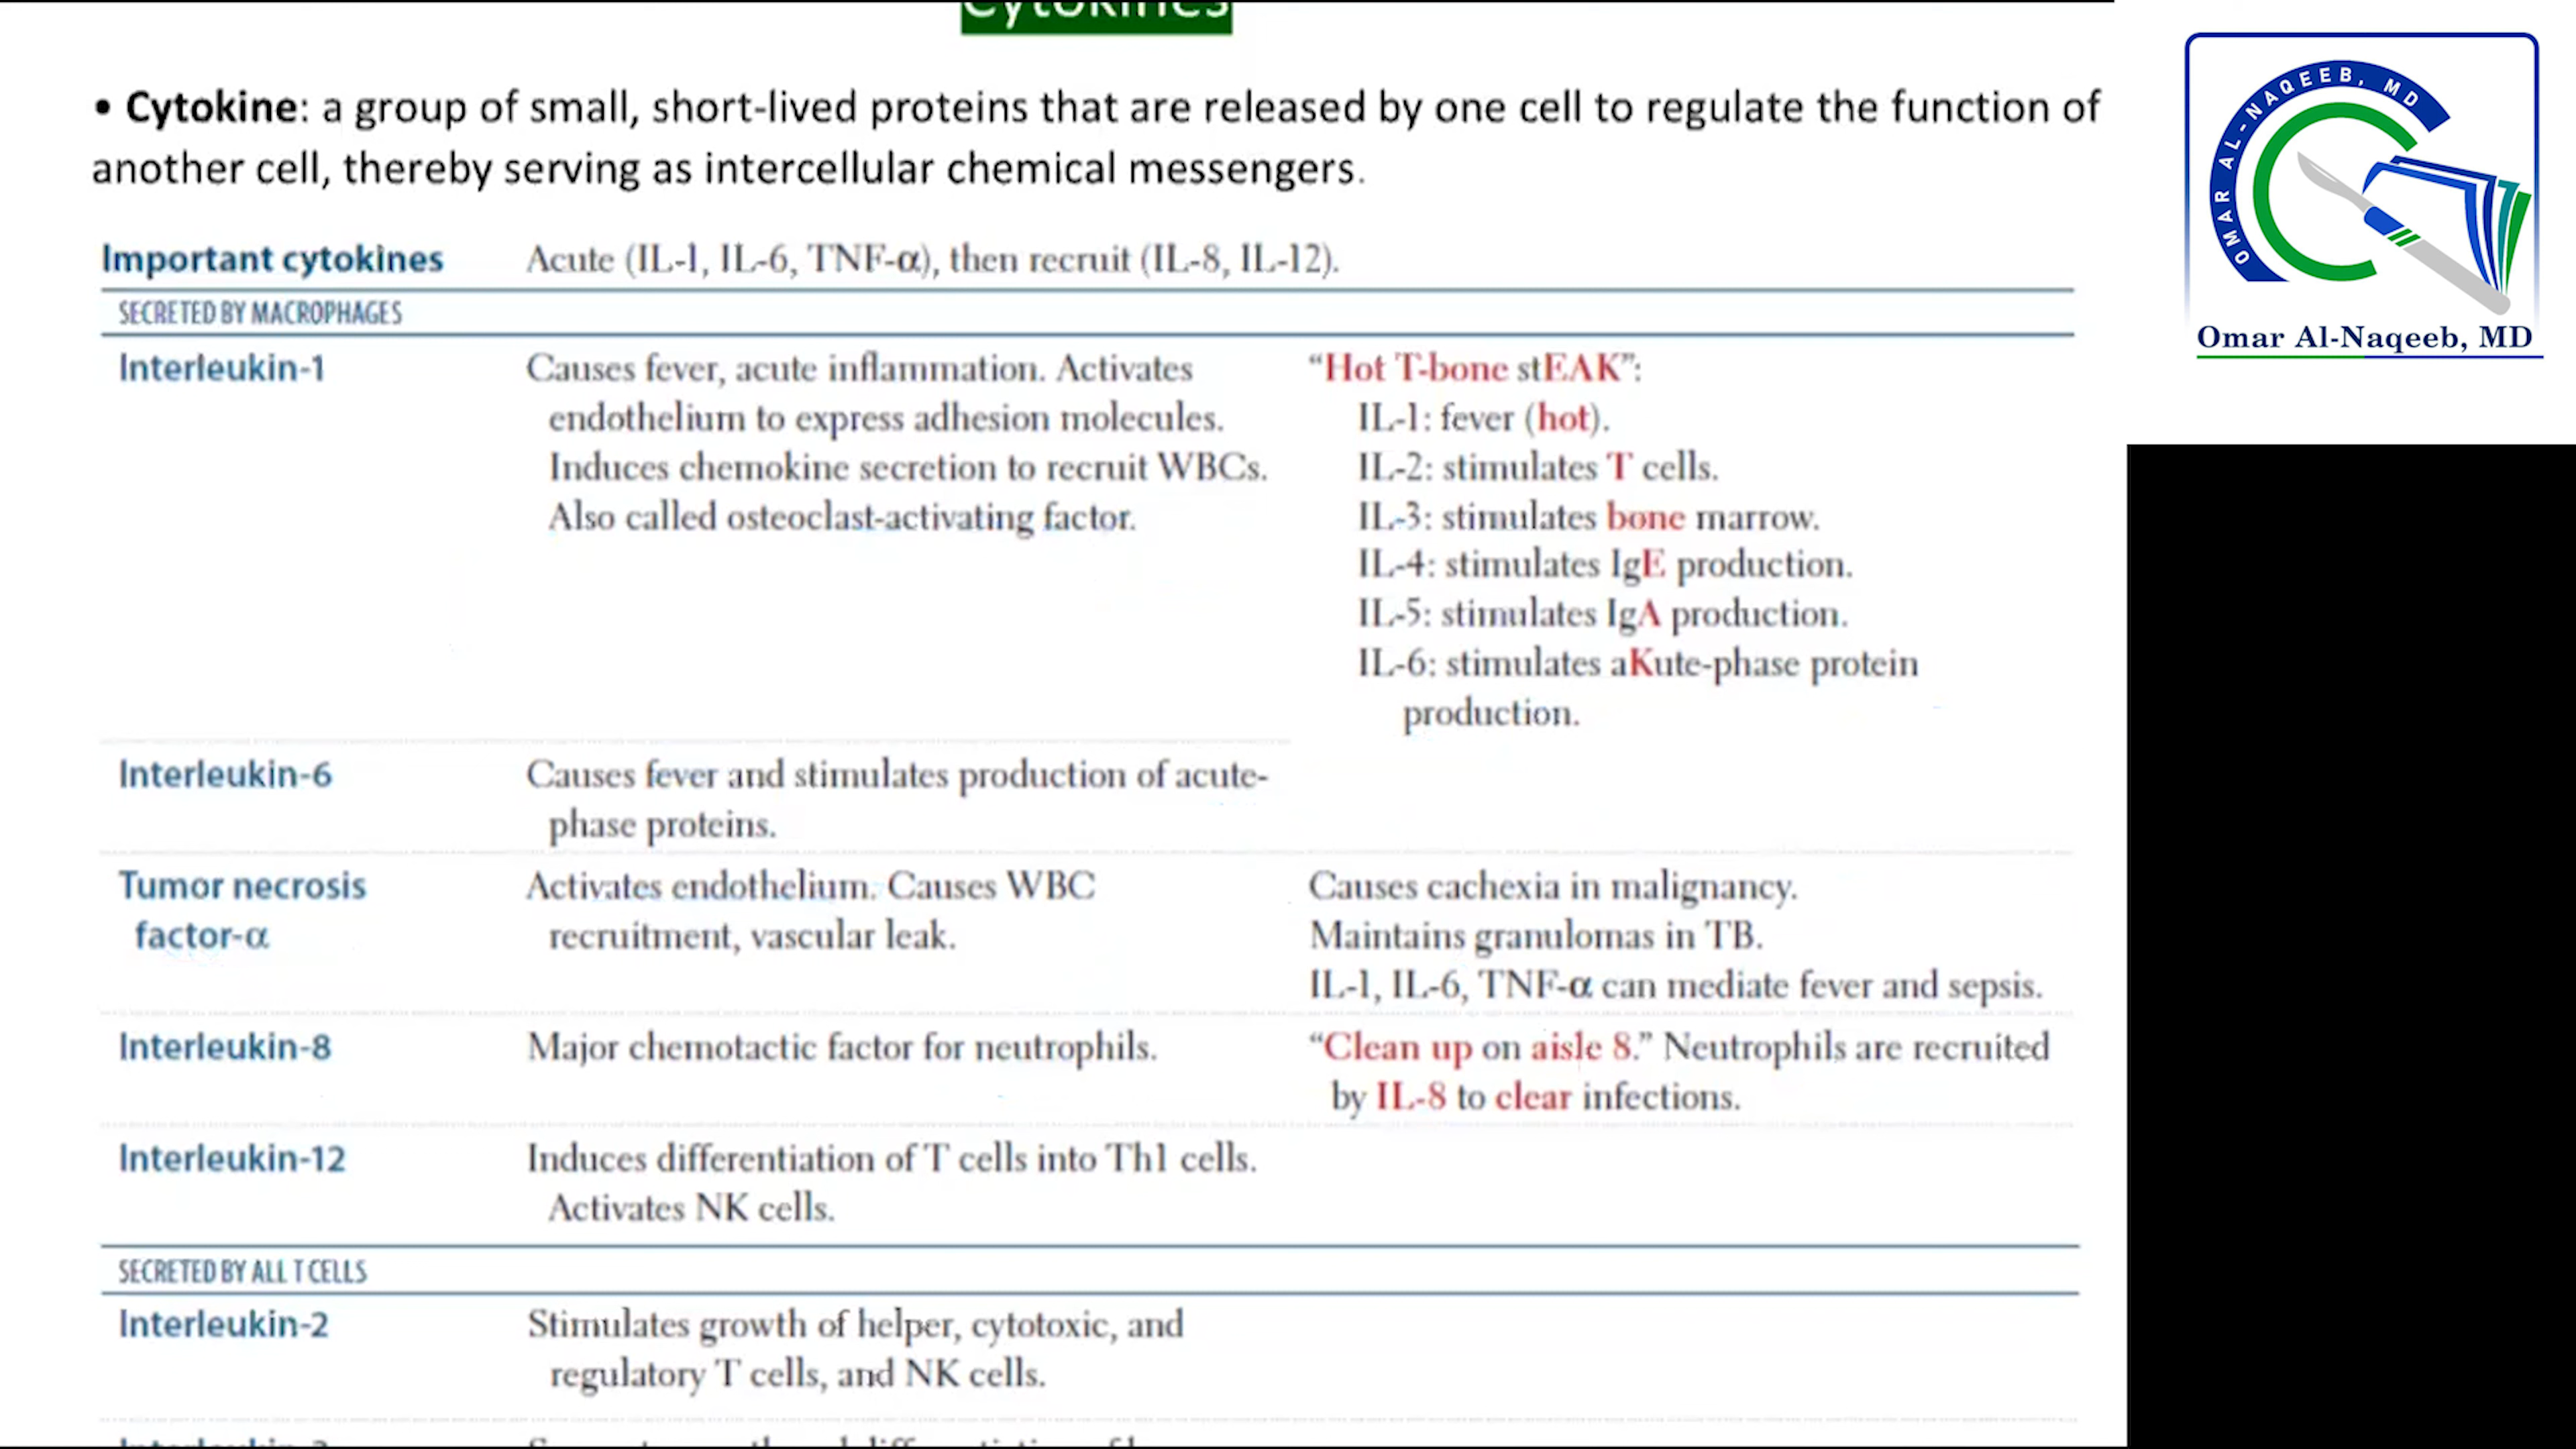 Cytokines
• Cytokine: a group of small, short-lived proteins that are released by one cell to regulate the function of
another cell, thereby serving as intercellular chemical messengers.
Important cytokines Acute (IL-1, IL-6, TNF-α), then recruit (IL-8, IL-12).
SECRETED BY MACROPHAGES
Interleukin-1 Causes fever, acute inflammation. Activates
endothelium to express adhesion molecules.
Induces chemokine secretion to recruit WBCs.
Also called osteoclast-activating factor.
“Hot T-bone stEAK”:
IL-1: fever (hot).
IL-2: stimulates T cells.
IL-3: stimulates bone marrow.
IL-4: stimulates IgE production.
IL-5: stimulates IgA production.
IL-6: stimulates aKute-phase protein
production.
Interleukin-6 Causes fever and stimulates production of acute-
phase proteins.
Tumor necrosis
factor-α
Activates endothelium. Causes WBC
recruitment, vascular leak.
Causes cachexia in malignancy.
Maintains granulomas in TB.
IL-1, IL-6, TNF-α can mediate fever and sepsis.
Interleukin-8 Major chemotactic factor for neutrophils.
“Clean up on aisle 8.” Neutrophils are recruited
by IL-8 to clear infections.
Interleukin-12 Induces differentiation of T cells into Th1 cells.
Activates NK cells.
SECRETED BY ALL T CELLS
Interleukin-2 Stimulates growth of helper, cytotoxic, and
regulatory T cells, and NK cells.
OMAR AL-NAQEEB, MD
Omar Al-Naqeeb, MD